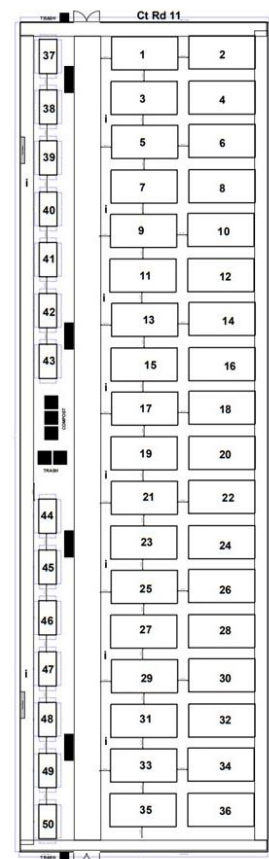 TRASH
Ct Rd 11
37
1 2
38
3 4
i
39
5 6
i
7 8
40
i
9 10
41
11 12
42
i
13 14
43
15 16
i
COMPOST
17 18
TRASH
19 20
i
44
21 22
45
23 24
i
46
25 26
27 28
47
i
i
29 30
48
31 32
49
i
33 34
50
35 36
TRASH